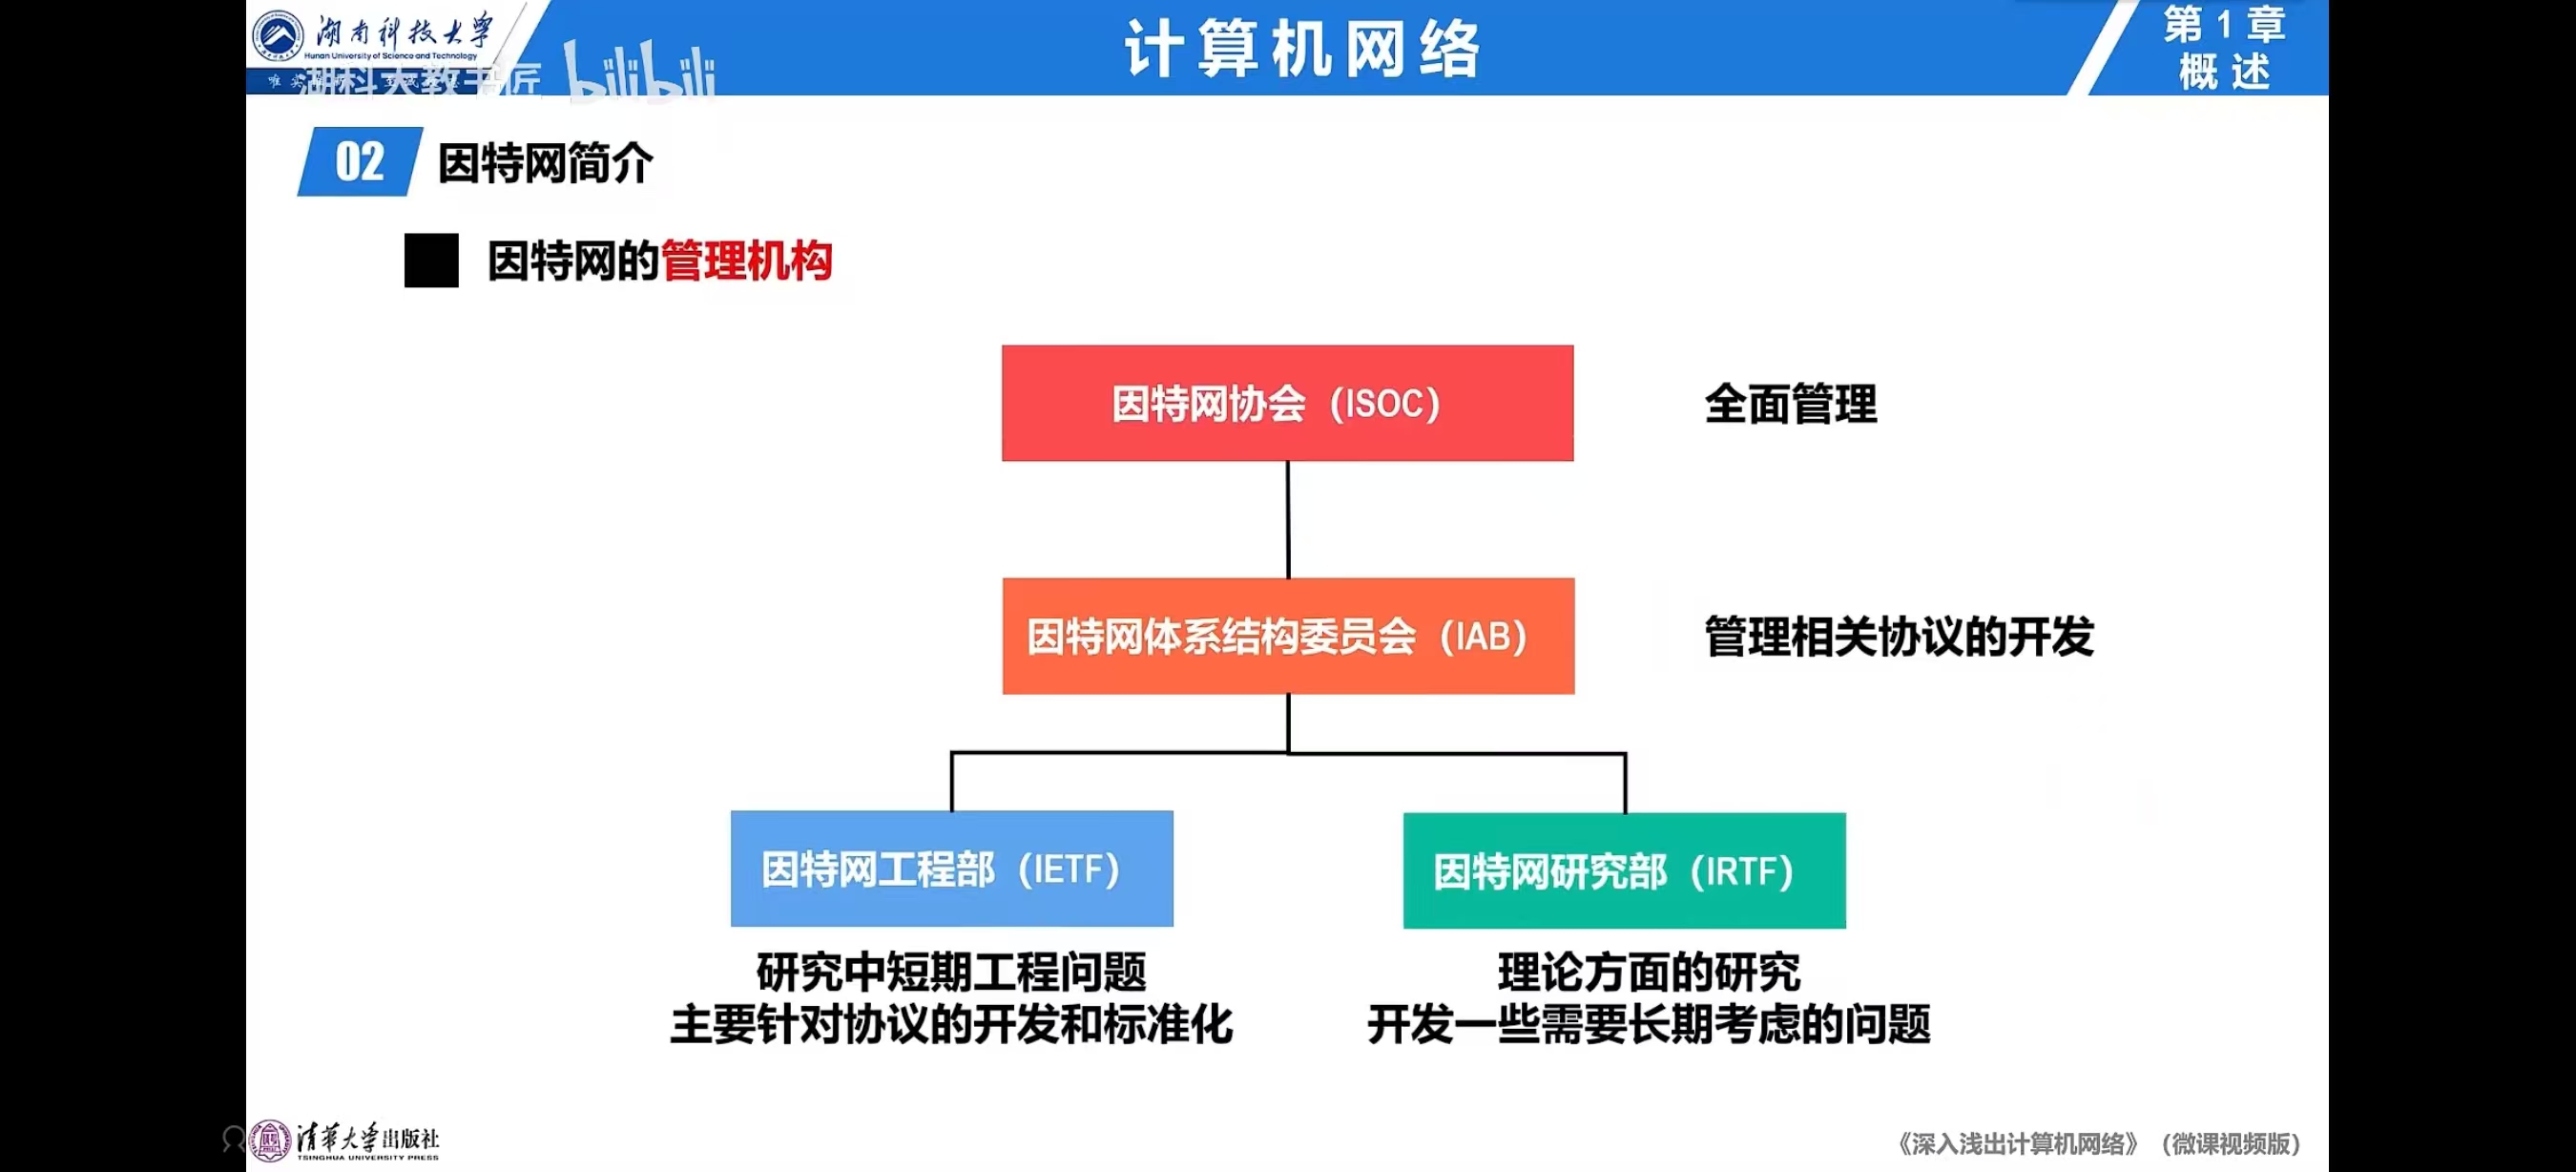 湖南科技大学
Hunan University of Science and Technology
湖科大教书匠 bilibili
计算机网络
第1章
概述
02 因特网简介
因特网的管理机构
因特网协会（ISOC） 全面管理
因特网体系结构委员会（IAB） 管理相关协议的开发
因特网工程部（IETF） 因特网研究部（IRTF）
研究中短期工程问题
主要针对协议的开发和标准化
理论方面的研究
开发一些需要长期考虑的问题
清华大学出版社
TSINGHUA UNIVERSITY PRESS
《深入浅出计算机网络》（微课视频版）